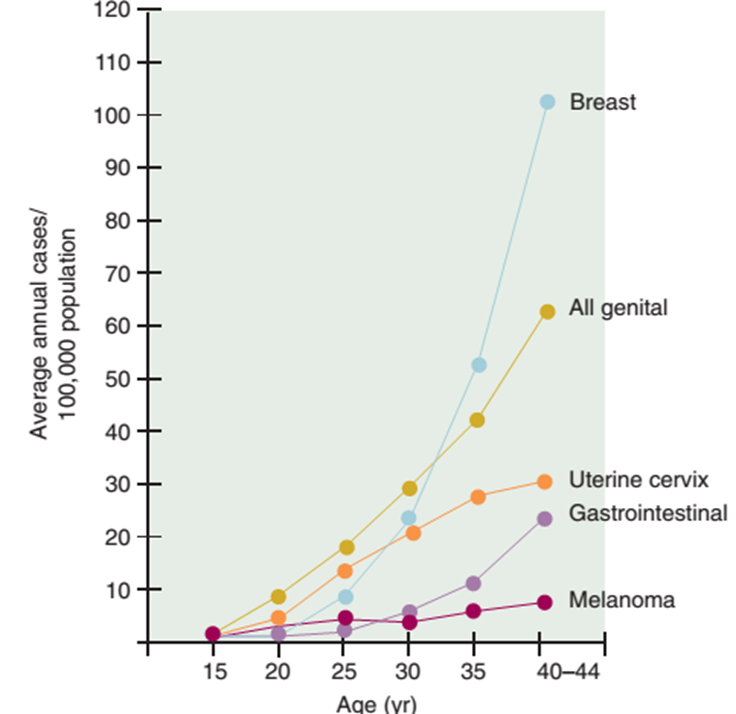 120
110
100
90
80
70
60
50
40
30
20
10
Average annual cases/
100,000 population
Breast
All genital
Uterine cervix
Gastrointestinal
Melanoma
15 20 25 30 35 40–44
Age (yr)